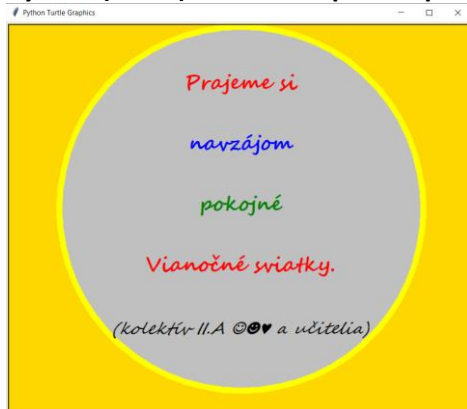 Python Turtle Graphics
Prajeme si
navzájom
pokojné
Vianočné sviatky.
(kolektív II.A ☺☻♥ a učitelia)